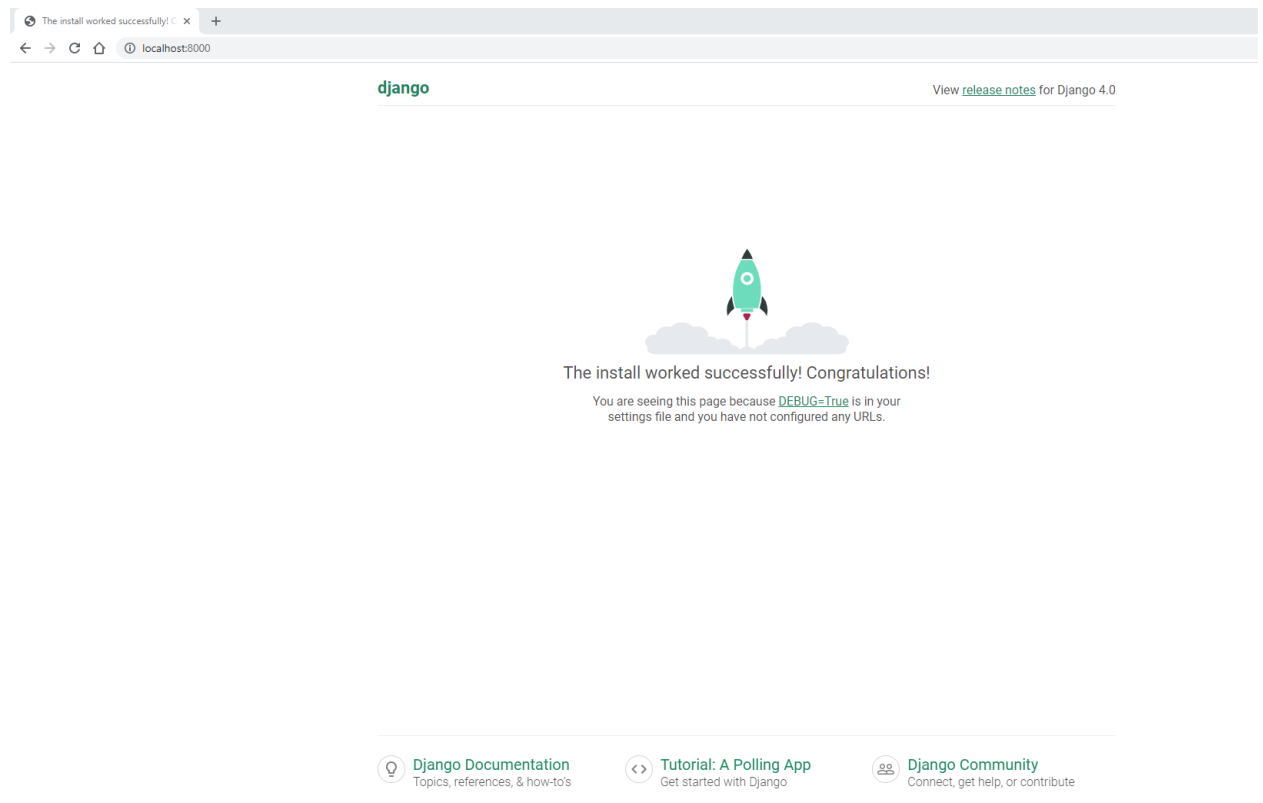 The install worked successfully! C
localhost:8000
django
View release notes for Django 4.0
The install worked successfully! Congratulations!
You are seeing this page because DEBUG=True is in your
settings file and you have not configured any URLs.
Django Documentation
Topics, references, & how-to's
Tutorial: A Polling App
Get started with Django
Django Community
Connect, get help, or contribute